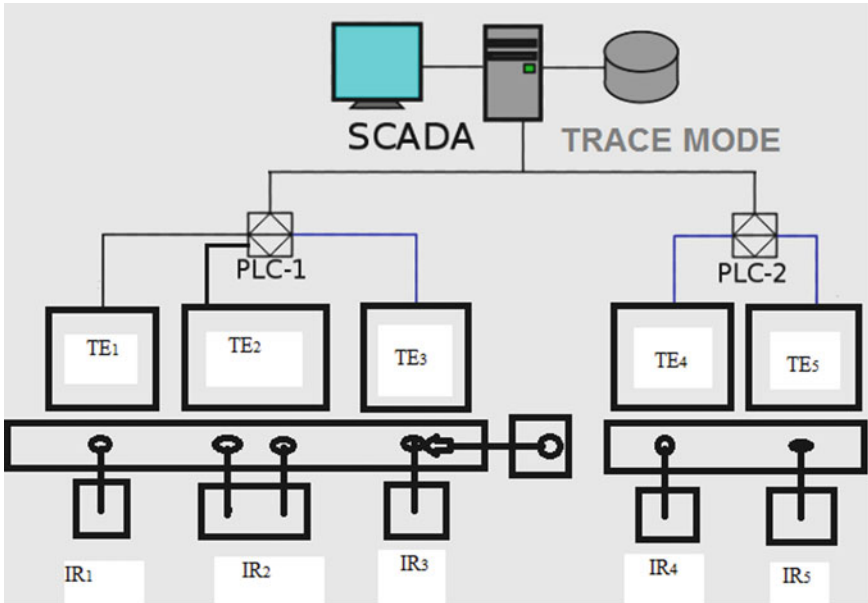 SCADA
TRACE MODE
PLC-1
PLC-2
TE1
TE2
TE3
TE4
TE5
IR1
IR2
IR3
IR4
IR5